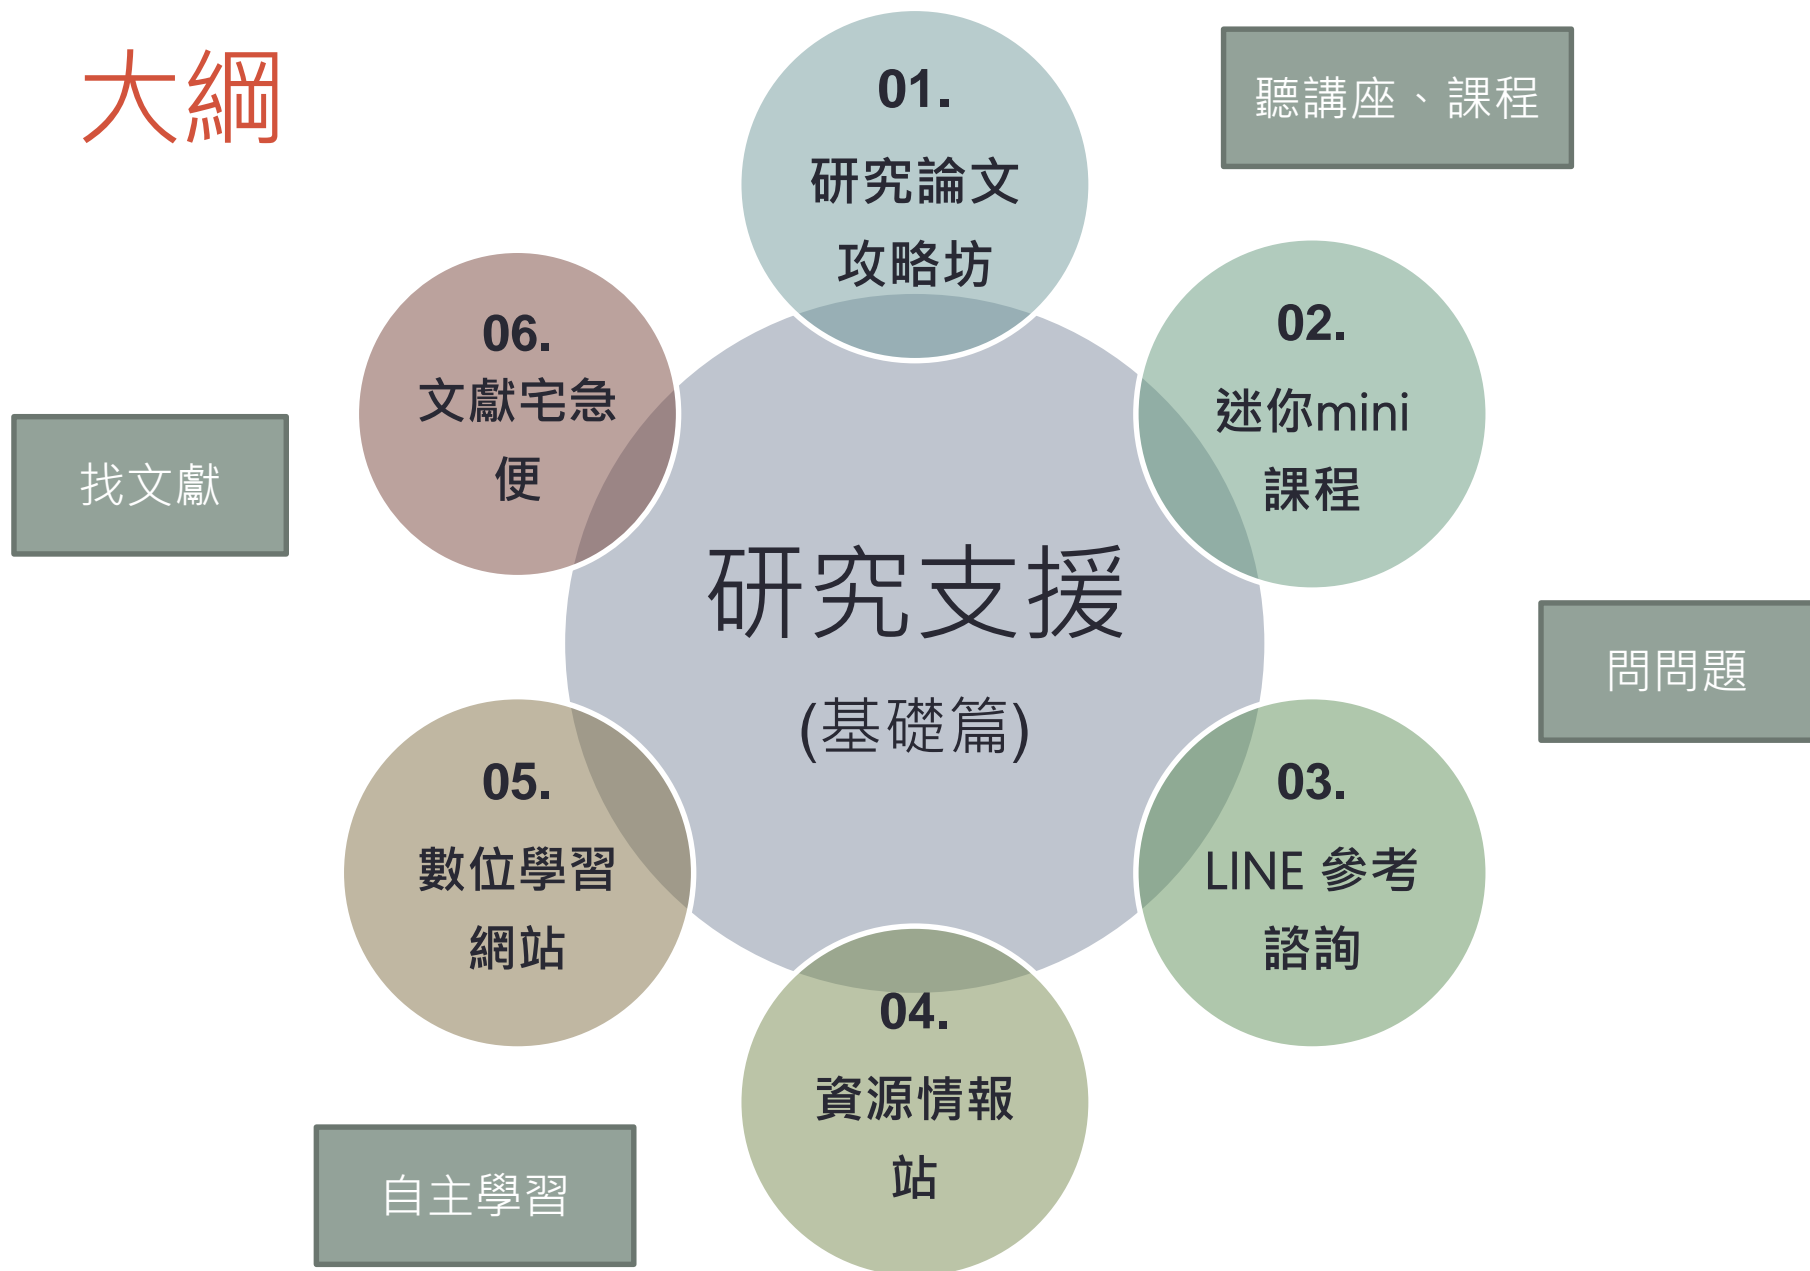 大綱
01.
研究論文
攻略坊
聽講座、課程
02.
迷你mini
課程
06.
文獻宅急
便
找文獻
研究支援
(基礎篇)
問問題
03.
LINE 參考
諮詢
05.
數位學習
網站
04.
資源情報
站
自主學習